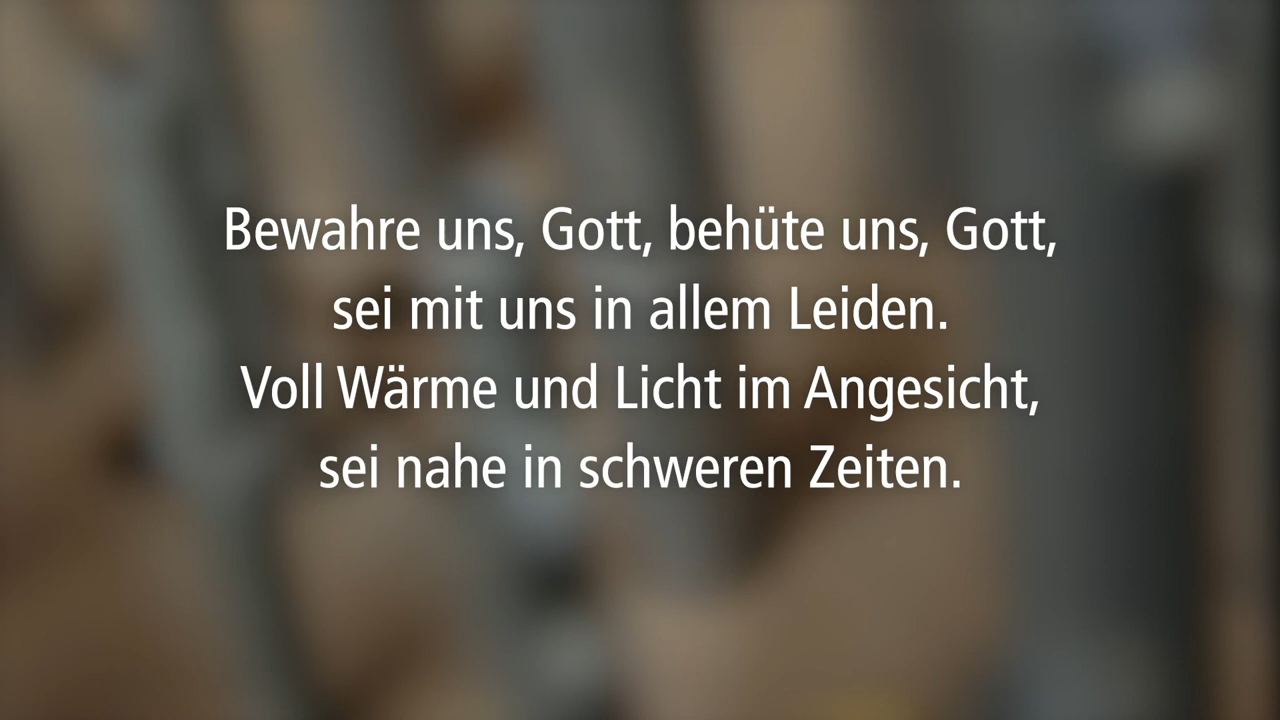 Bewahre uns, Gott, behüte uns, Gott,
sei mit uns in allem Leiden.
Voll Wärme und Licht im Angesicht,
sei nahe in schweren Zeiten.